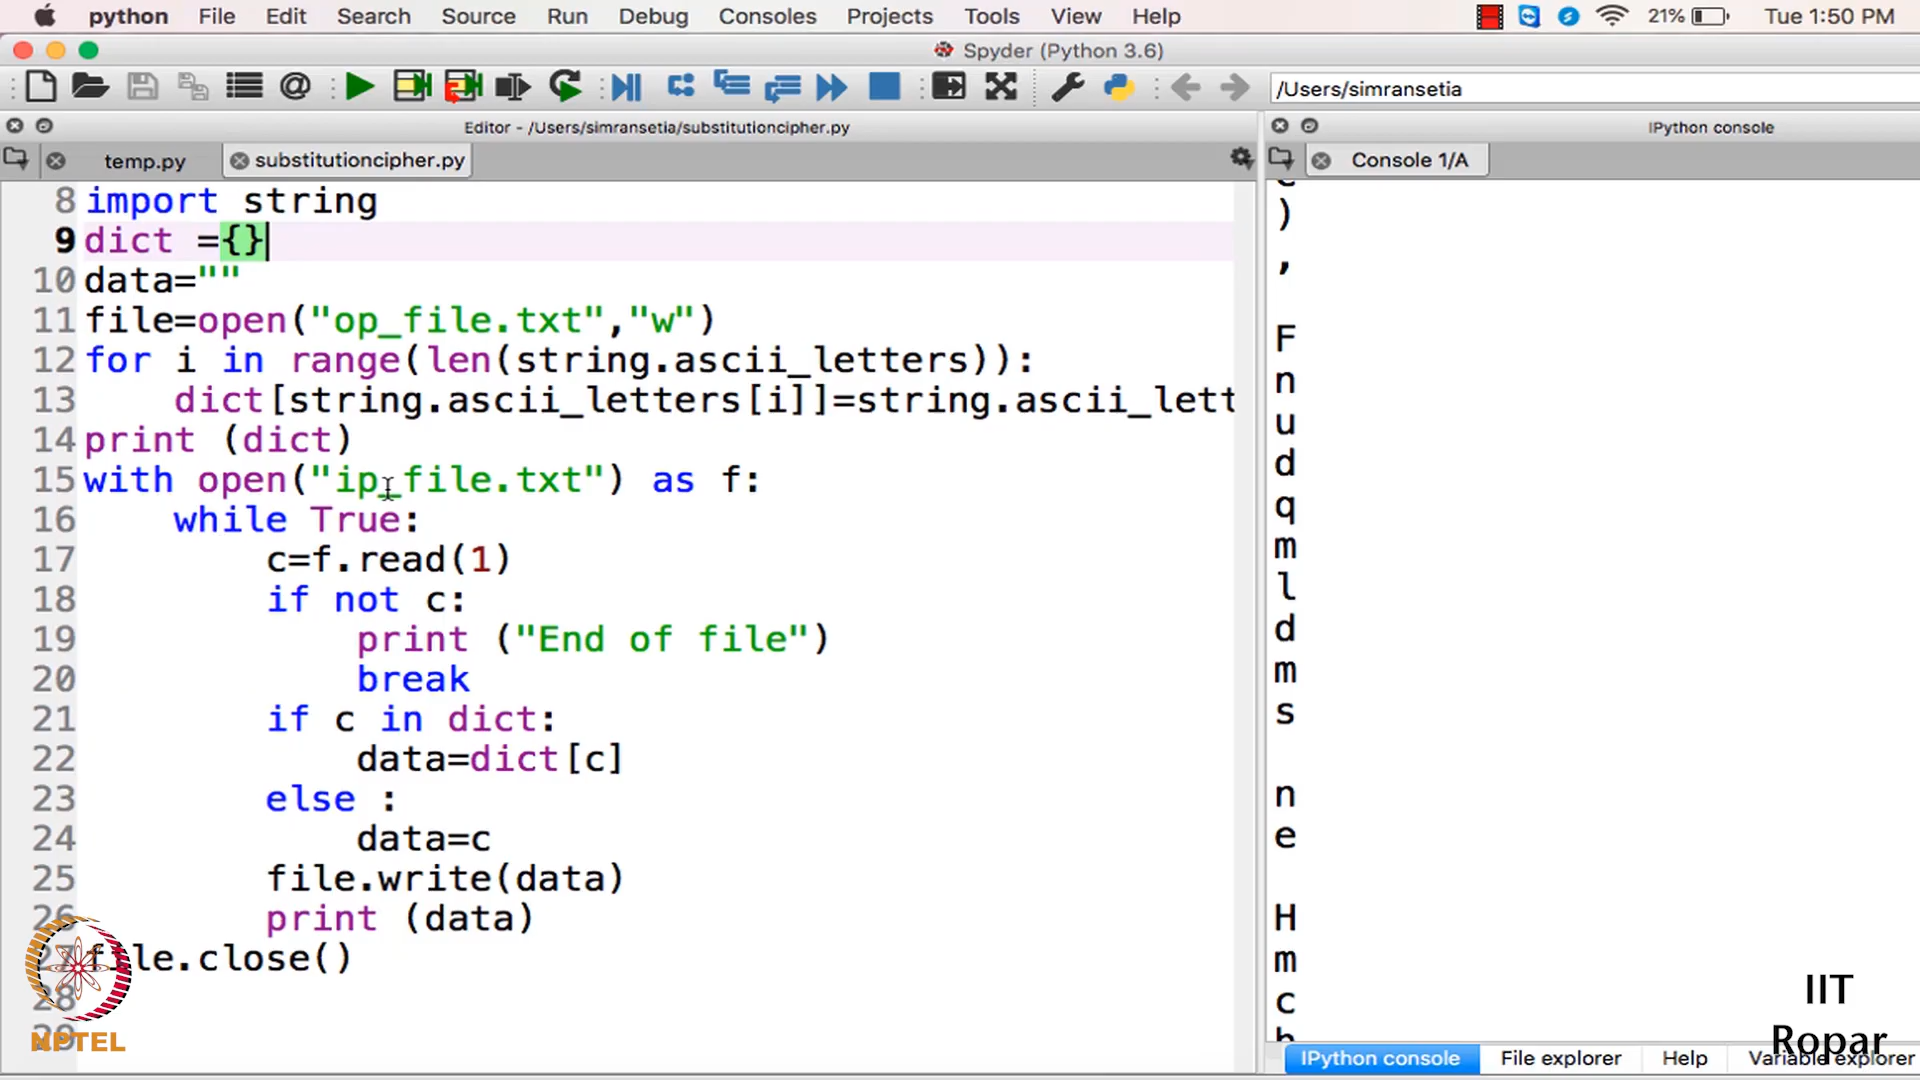 python File Edit Search Source Run Debug Consoles Projects Tools View Help 21% Tue 1:50 PM
Spyder (Python 3.6)
/Users/simransetia
Editor - /Users/simransetia/substitutioncipher.py
IPython console
temp.py substitutioncipher.py
Console 1/A
8 import string
9 dict ={}
10 data=""
11 file=open("op_file.txt","w")
12 for i in range(len(string.ascii_letters)):
13 dict[string.ascii_letters[i]]=string.ascii_lett
14 print (dict)
15 with open("ip_file.txt") as f:
16 while True:
17 c=f.read(1)
18 if not c:
19 print ("End of file")
20 break
21 if c in dict:
22 data=dict[c]
23 else :
24 data=c
25 file.write(data)
26 print (data)
27 file.close()
28
29
)
,
F
n
u
d
q
m
l
d
m
s
n
e
H
m
c
h
NPTEL
IIT
Ropar
IPython console File explorer Help Variable explorer